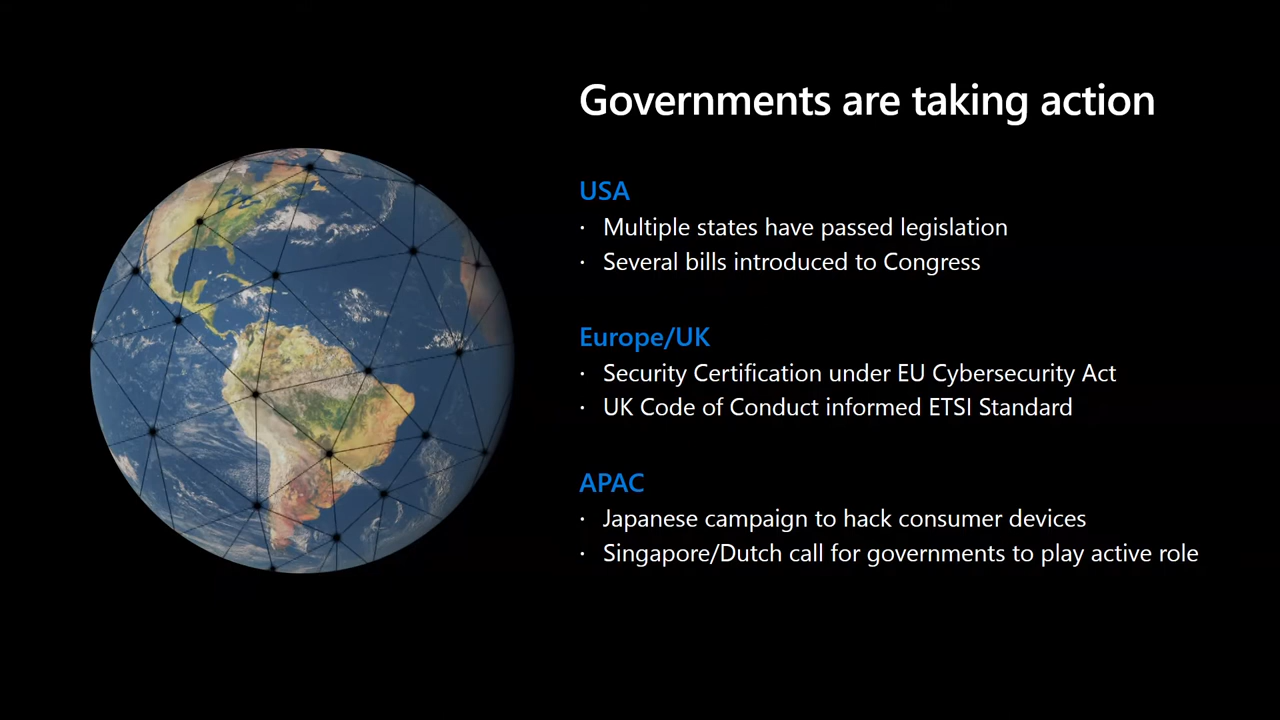 Governments are taking action
USA
· Multiple states have passed legislation
· Several bills introduced to Congress
Europe/UK
· Security Certification under EU Cybersecurity Act
· UK Code of Conduct informed ETSI Standard
APAC
· Japanese campaign to hack consumer devices
· Singapore/Dutch call for governments to play active role